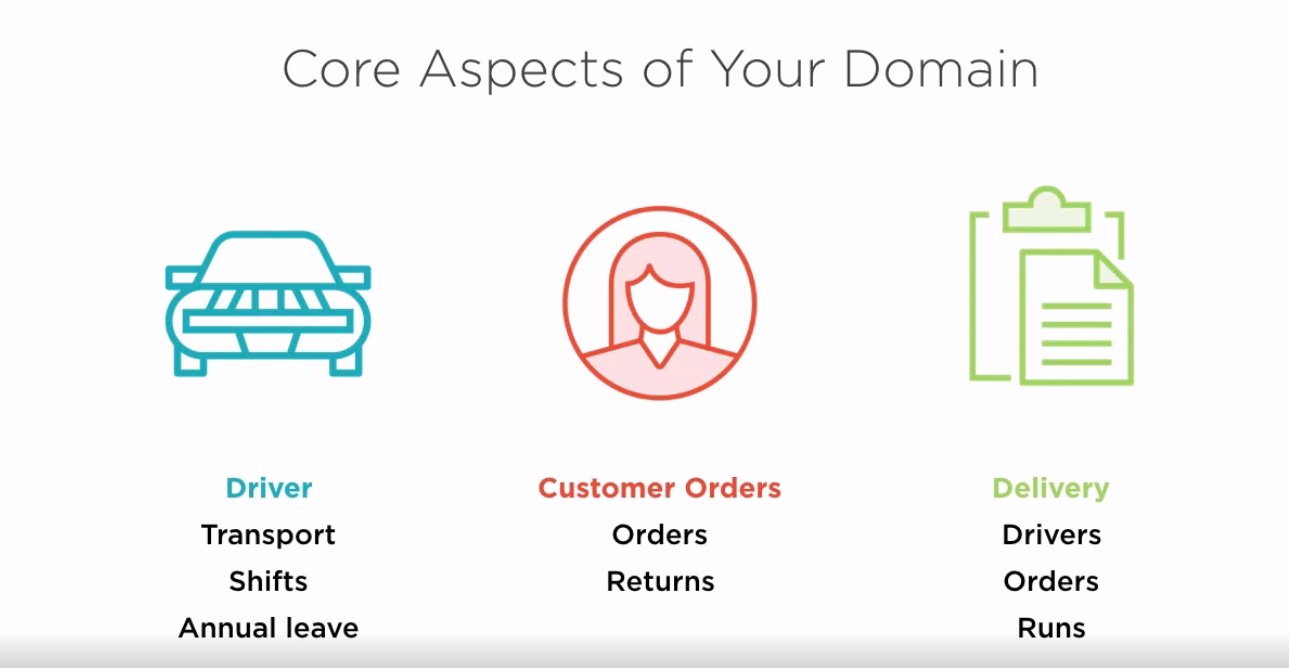 Core Aspects of Your Domain
Driver
Transport
Shifts
Annual leave
Customer Orders
Orders
Returns
Delivery
Drivers
Orders
Runs